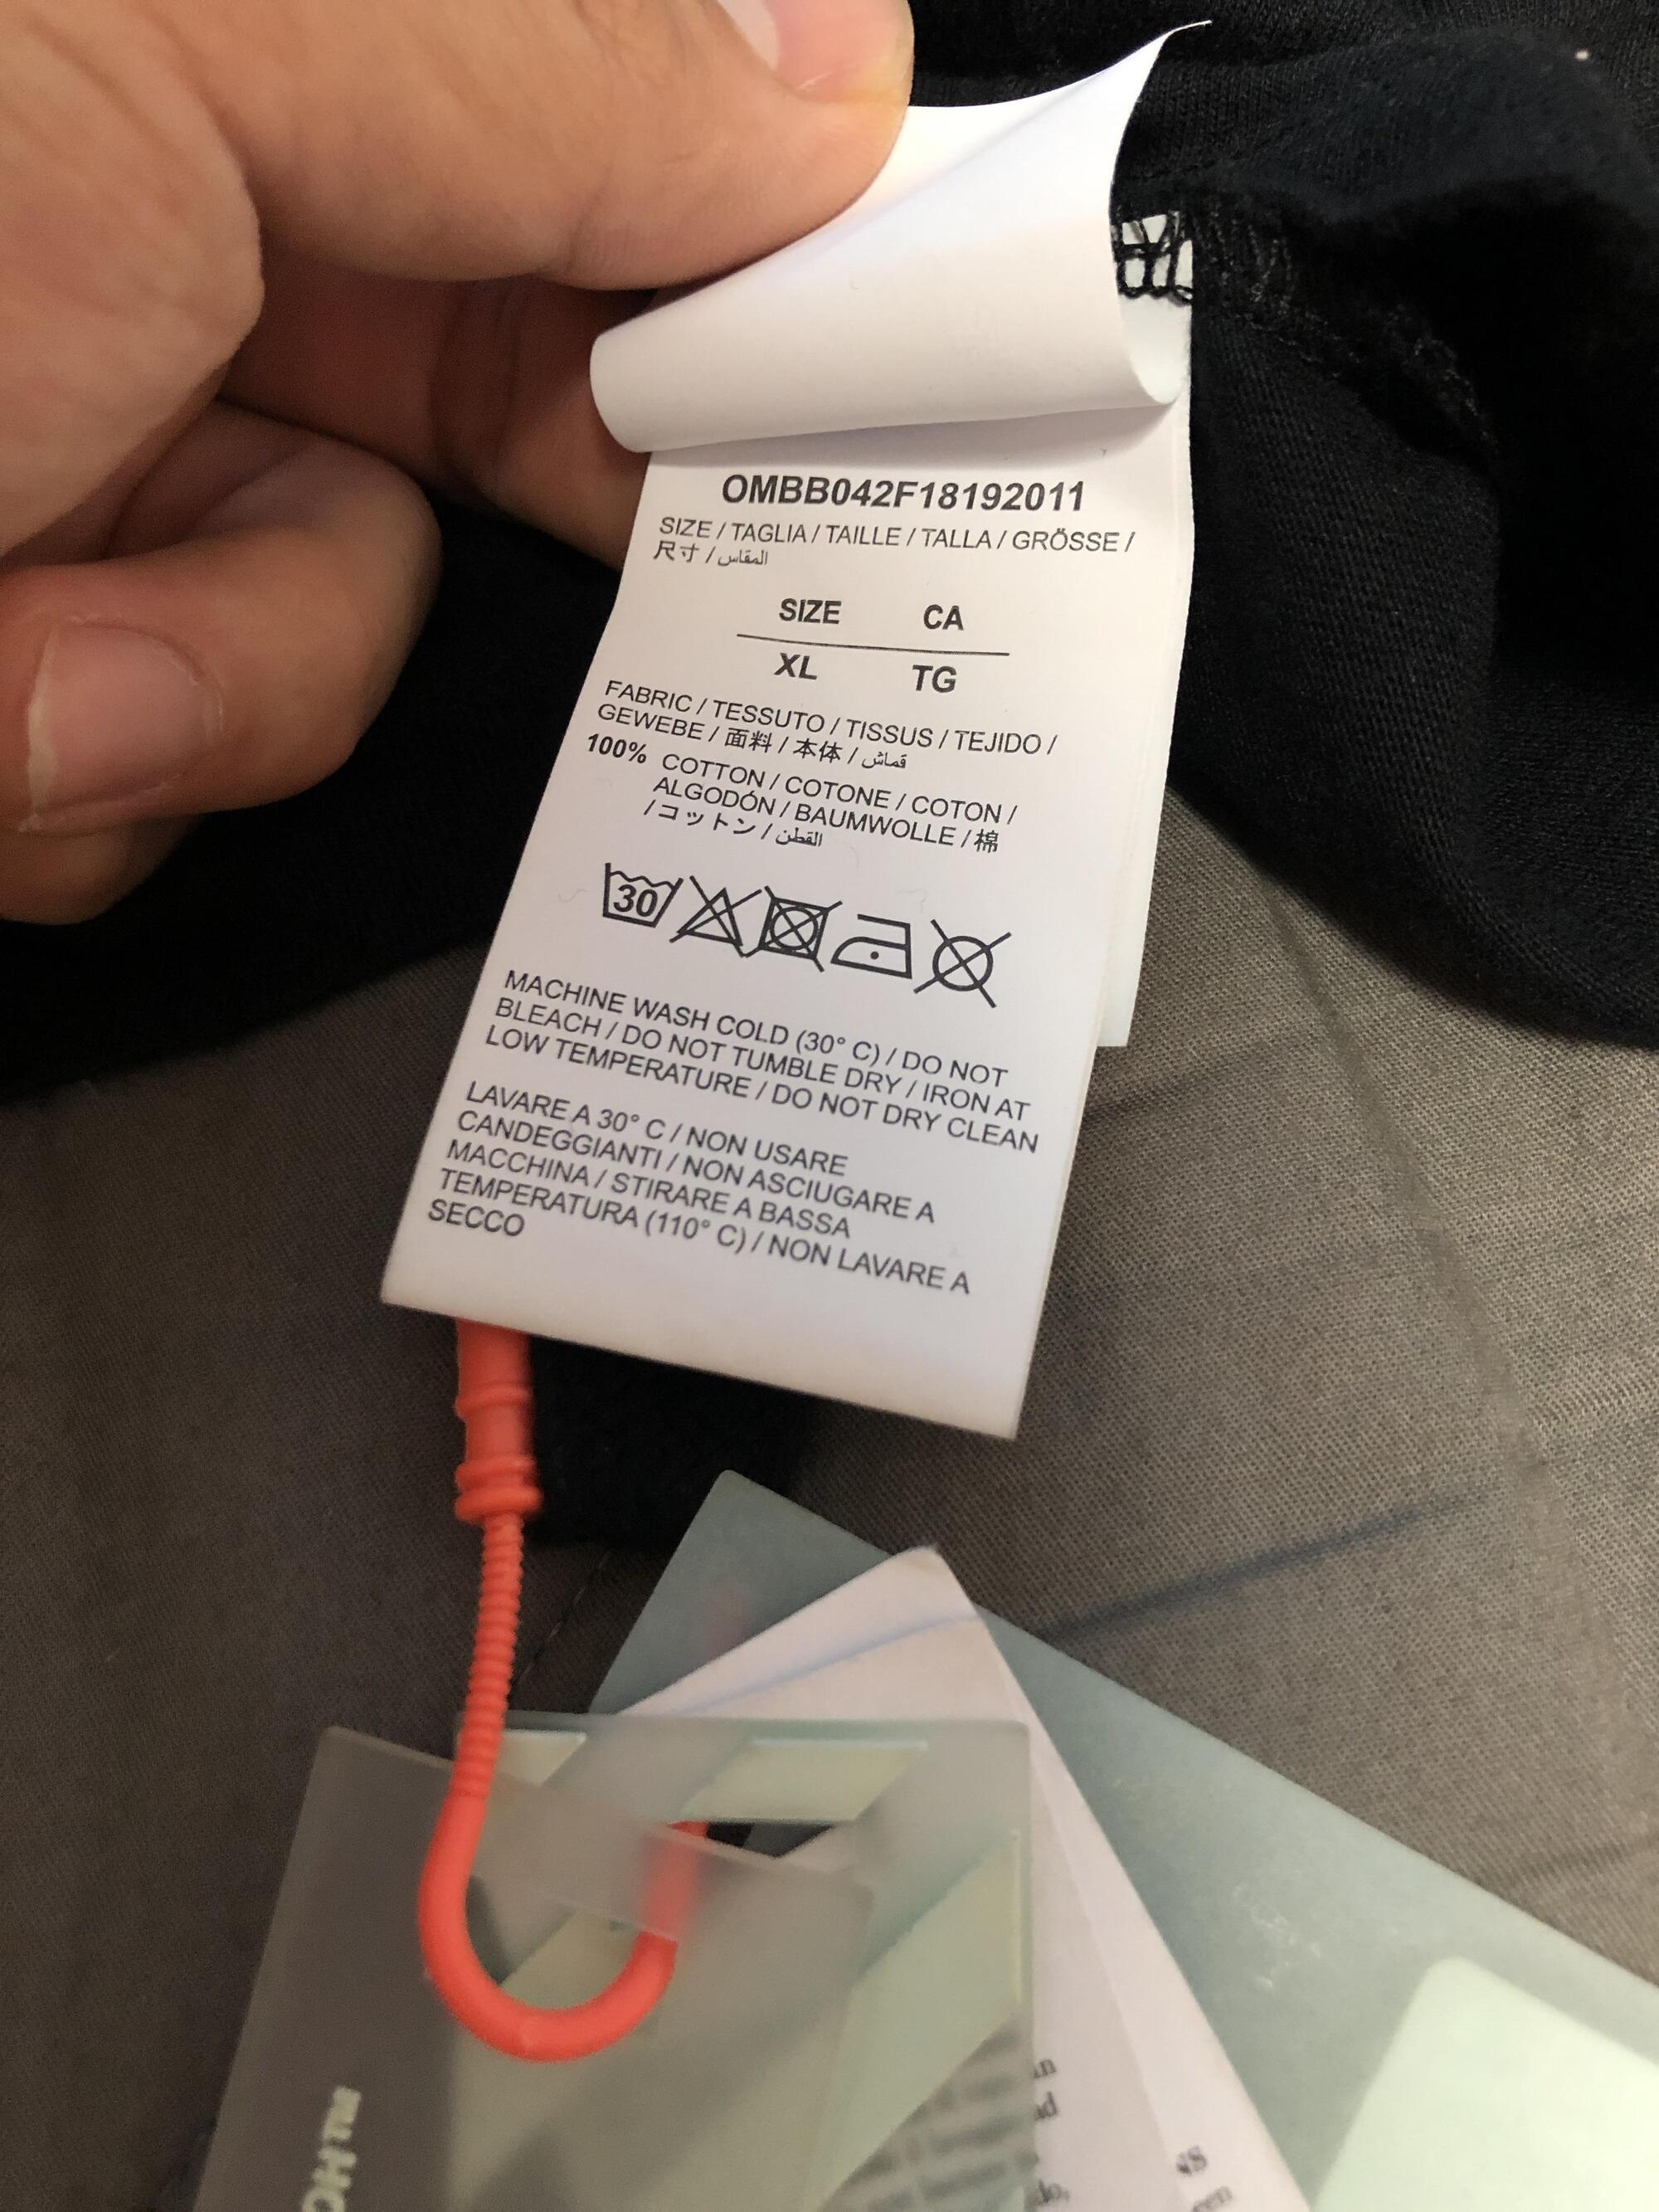 OMBB042F18192011
SIZE / TAGLIA / TAILLE / TALLA / GRÖSSE /
尺寸 / المقاس
SIZE CA
XL TG
FABRIC / TESSUTO / TISSUS / TEJIDO /
GEWEBE / 面料 / 本体 / قماش
100% COTTON / COTONE / COTON /
ALGODÓN / BAUMWOLLE / 棉
/ コットン / القطن
30
MACHINE WASH COLD (30° C) / DO NOT
BLEACH / DO NOT TUMBLE DRY / IRON AT
LOW TEMPERATURE / DO NOT DRY CLEAN
LAVARE A 30° C / NON USARE
CANDEGGIANTI / NON ASCIUGARE A
MACCHINA / STIRARE A BASSA
TEMPERATURA (110° C) / NON LAVARE A
SECCO